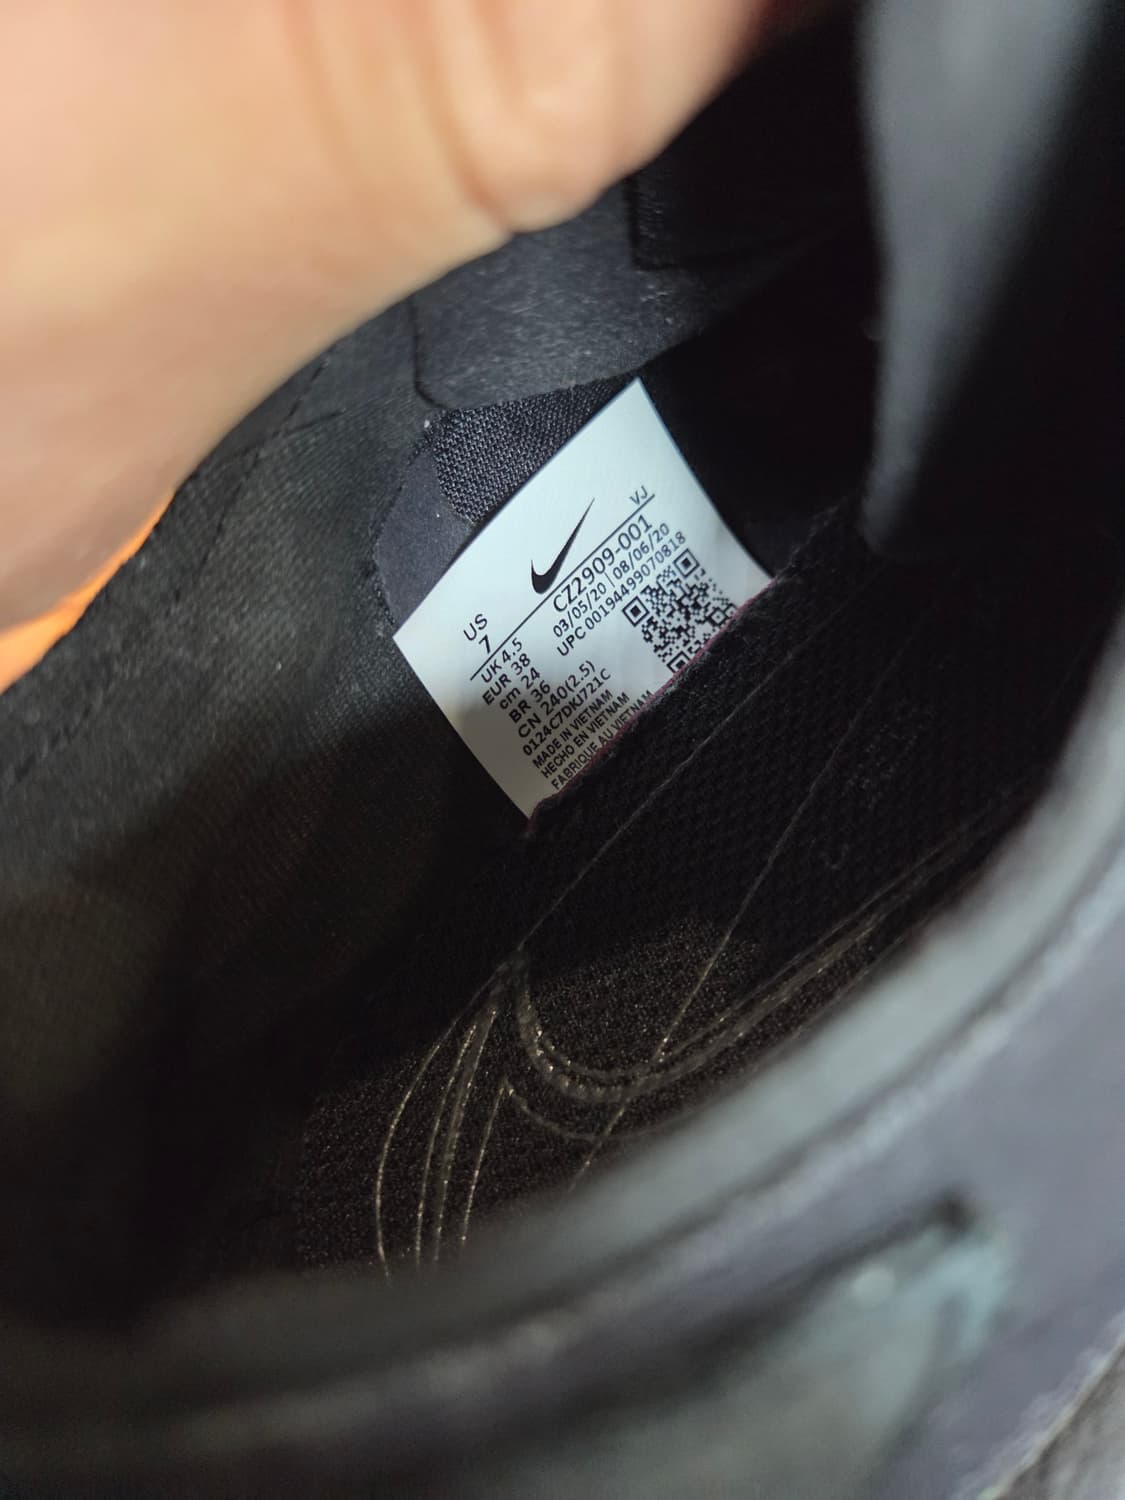 VJ
CZ2909-001
03/05/20 | 08/06/20
UPC 00194499070818
US
7
UK 4.5
EUR 38
cm 24
BR 36
CN 240(2.5)
0124C7DKJ721C
MADE IN VIETNAM
HECHO EN VIETNAM
FABRIQUE AU VIETNAM